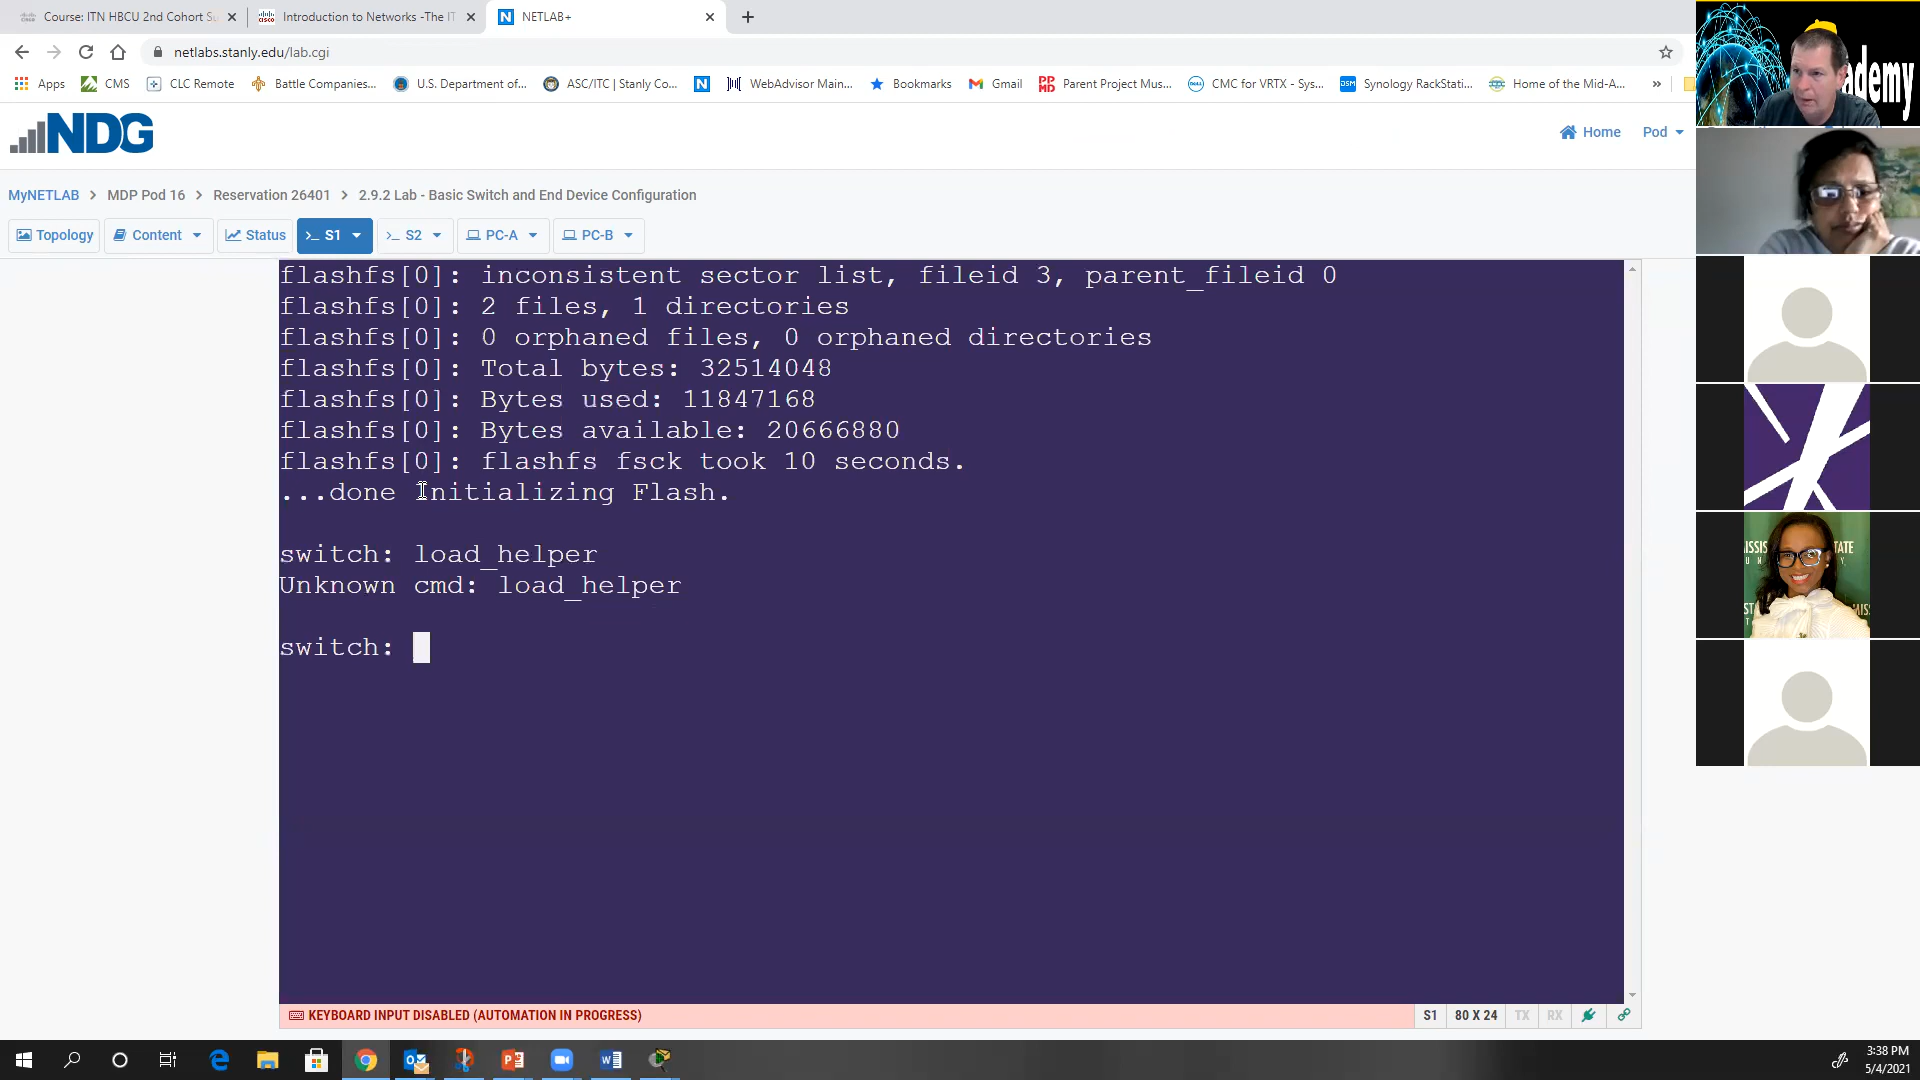 Course: ITN HBCU 2nd Cohort Su
Introduction to Networks -The IT
NETLAB+
netlabs.stanly.edu/lab.cgi
Apps
CMS
CLC Remote
Battle Companies...
U.S. Department of...
ASC/ITC | Stanly Co...
WebAdvisor Main...
Bookmarks
Gmail
Parent Project Mus...
CMC for VRTX - Sys...
Synology RackStati...
Home of the Mid-A...
»
NDG
Home
Pod
MyNETLAB > MDP Pod 16 > Reservation 26401 > 2.9.2 Lab - Basic Switch and End Device Configuration
Topology
Content
Status
S1
S2
PC-A
PC-B
flashfs[0]: inconsistent sector list, fileid 3, parent_fileid 0
flashfs[0]: 2 files, 1 directories
flashfs[0]: 0 orphaned files, 0 orphaned directories
flashfs[0]: Total bytes: 32514048
flashfs[0]: Bytes used: 11847168
flashfs[0]: Bytes available: 20666880
flashfs[0]: flashfs fsck took 10 seconds.
...done Initializing Flash.
switch: load_helper
Unknown cmd: load_helper
switch:
KEYBOARD INPUT DISABLED (AUTOMATION IN PROGRESS)
S1
80 X 24
TX
RX
ademy
3:38 PM
5/4/2021